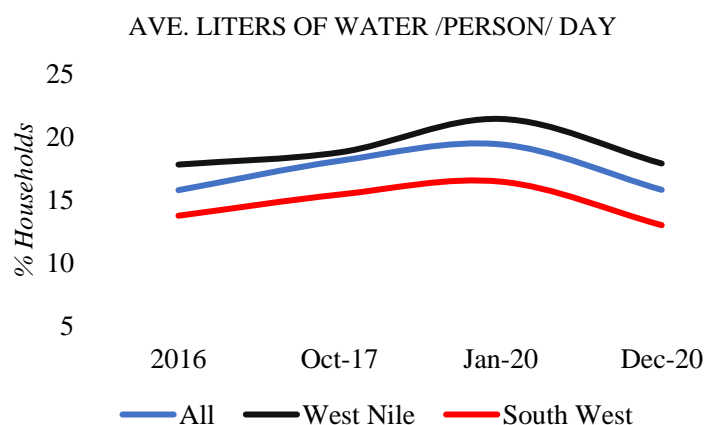 AVE. LITERS OF WATER /PERSON/ DAY
% Households
25
20
15
10
5
2016 Oct-17 Jan-20 Dec-20
All West Nile South West